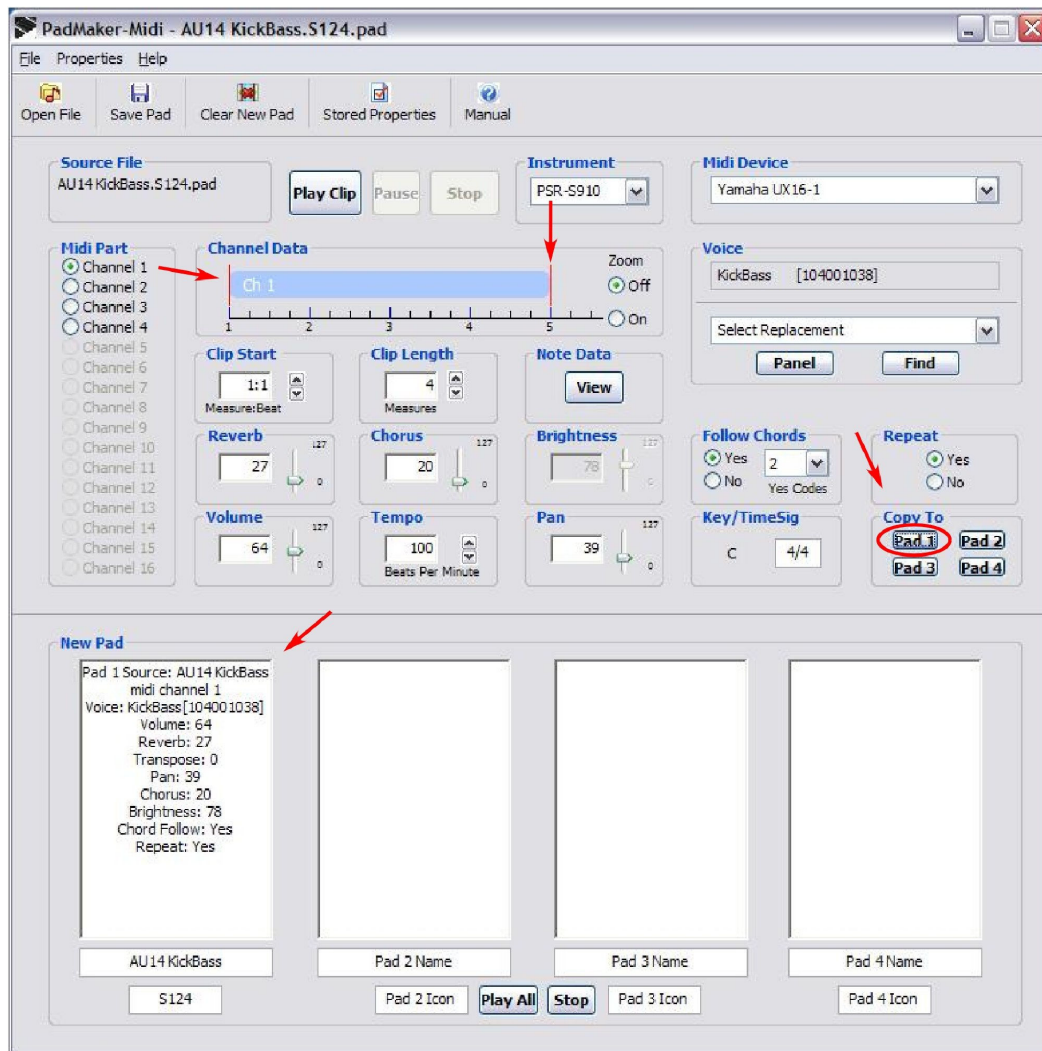 PadMaker-Midi - AU14 KickBass.S124.pad
File Properties Help
Open File Save Pad Clear New Pad Stored Properties Manual
Source File
AU14 KickBass.S124.pad
Play Clip Pause Stop
Instrument
PSR-S910
Midi Device
Yamaha UX16-1
Midi Part
Channel 1
Channel 2
Channel 3
Channel 4
Channel 5
Channel 6
Channel 7
Channel 8
Channel 9
Channel 10
Channel 11
Channel 12
Channel 13
Channel 14
Channel 15
Channel 16
Channel Data
Ch 1
1 2 3 4 5
Zoom
Off
On
Voice
KickBass [104001038]
Select Replacement
Panel Find
Clip Start
1:1
Measure:Beat
Clip Length
4
Measures
Note Data
View
Reverb
27
127
0
Chorus
20
127
0
Brightness
78
127
0
Follow Chords
Yes
No
2
Yes Codes
Repeat
Yes
No
Volume
64
127
0
Tempo
100
Beats Per Minute
Pan
39
127
0
Key/TimeSig
C 4/4
Copy To
Pad 1 Pad 2
Pad 3 Pad 4
New Pad
Pad 1 Source: AU14 KickBass
midi channel 1
Voice: KickBass[104001038]
Volume: 64
Reverb: 27
Transpose: 0
Pan: 39
Chorus: 20
Brightness: 78
Chord Follow: Yes
Repeat: Yes
AU14 KickBass Pad 2 Name Pad 3 Name Pad 4 Name
S124 Pad 2 Icon Play All Stop Pad 3 Icon Pad 4 Icon